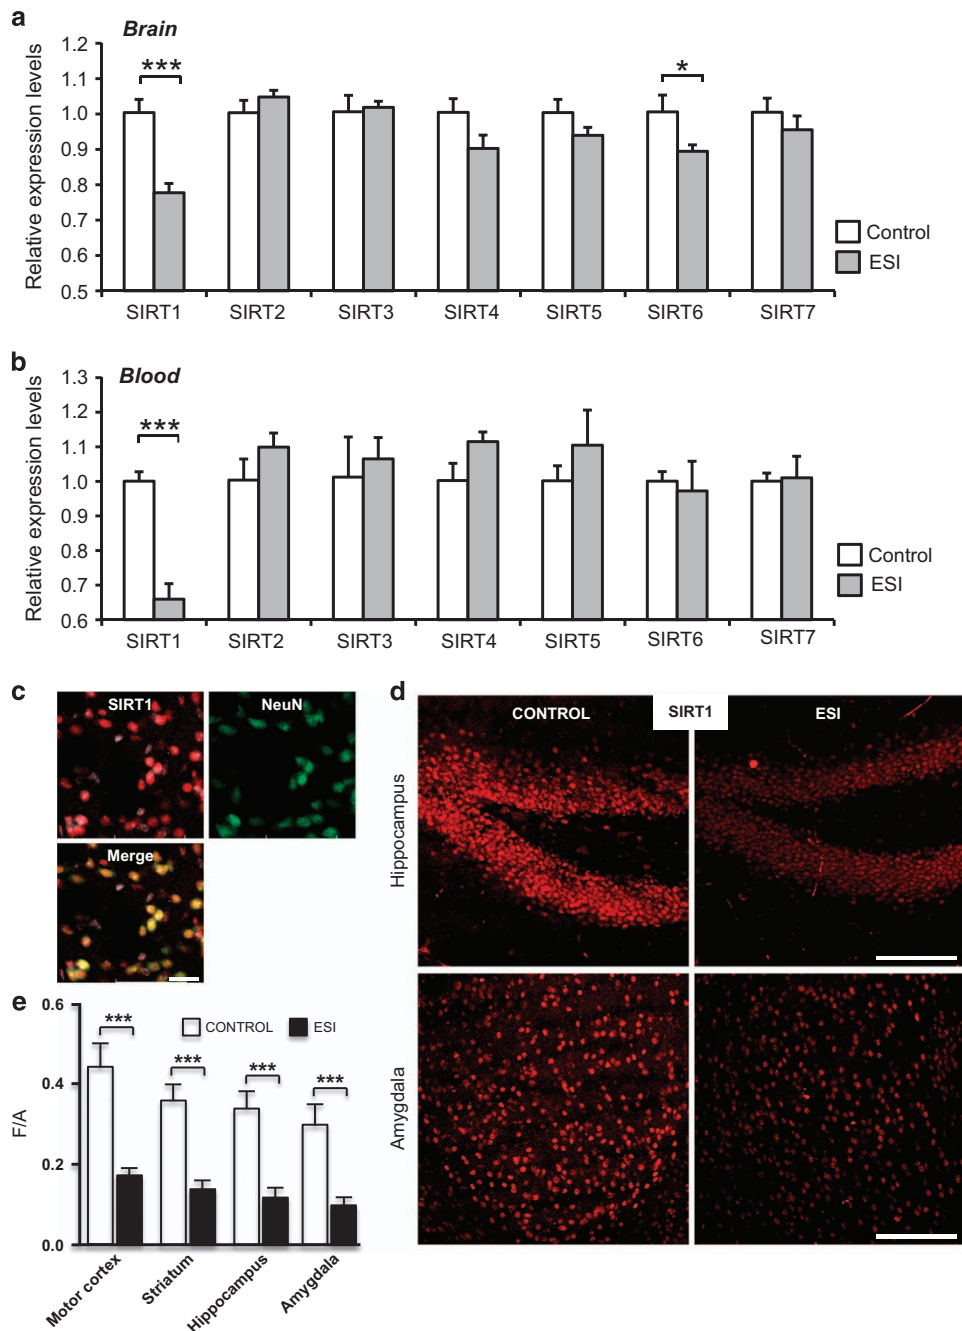 a
Brain
Relative expression levels
1.2
1.1
1.0
0.9
0.8
0.7
0.6
0.5
***
*
Control
ESI
SIRT1 SIRT2 SIRT3 SIRT4 SIRT5 SIRT6 SIRT7
b
Blood
Relative expression levels
1.3
1.2
1.1
1.0
0.9
0.8
0.7
0.6
***
Control
ESI
SIRT1 SIRT2 SIRT3 SIRT4 SIRT5 SIRT6 SIRT7
c
SIRT1
NeuN
Merge
d
CONTROL
SIRT1
ESI
Hippocampus
Amygdala
e
F/A
0.6
0.4
0.2
0.0
CONTROL
ESI
***
***
***
***
Motor cortex
Striatum
Hippocampus
Amygdala